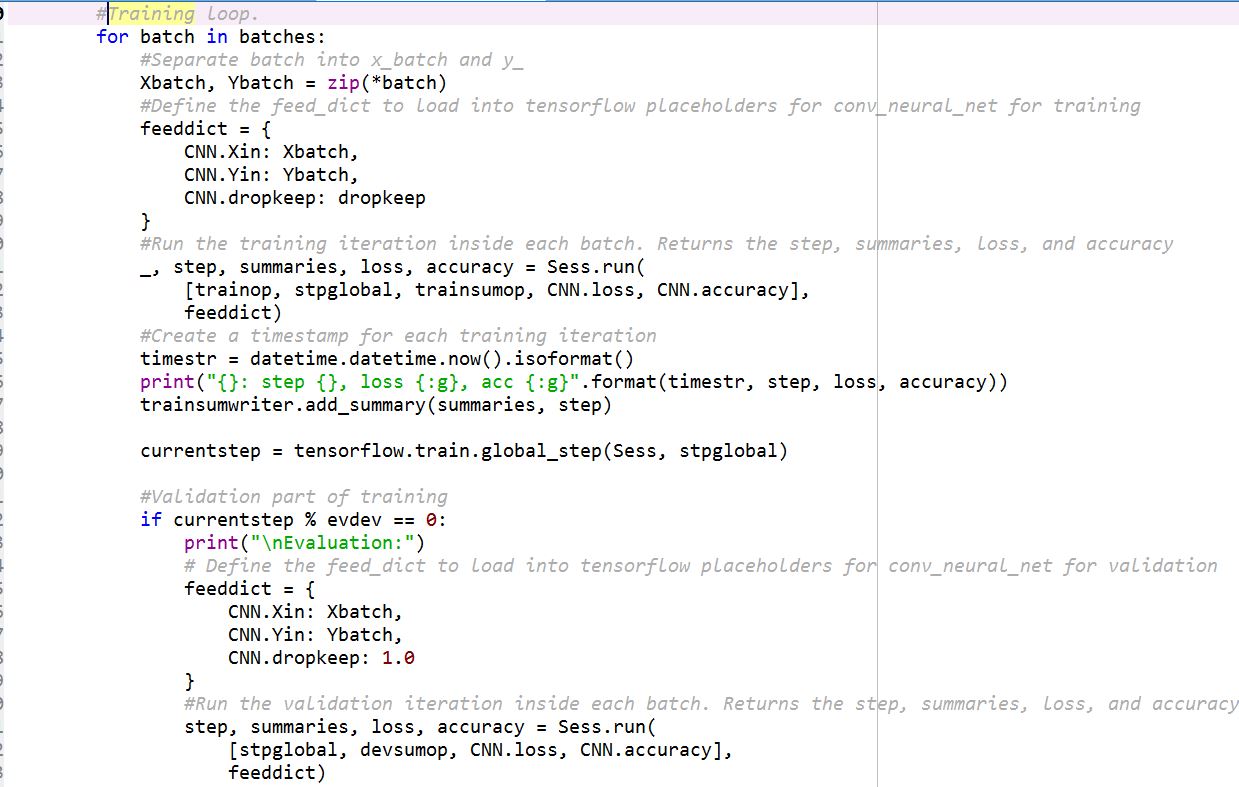 #Training loop.
for batch in batches:
#Separate batch into x_batch and y_
Xbatch, Ybatch = zip(*batch)
#Define the feed_dict to load into tensorflow placeholders for conv_neural_net for training
feeddict = {
CNN.Xin: Xbatch,
CNN.Yin: Ybatch,
CNN.dropkeep: dropkeep
}
#Run the training iteration inside each batch. Returns the step, summaries, loss, and accuracy
_, step, summaries, loss, accuracy = Sess.run(
[trainop, stpglobal, trainsumop, CNN.loss, CNN.accuracy],
feeddict)
#Create a timestamp for each training iteration
timestr = datetime.datetime.now().isoformat()
print("{}: step {}, loss {:g}, acc {:g}".format(timestr, step, loss, accuracy))
trainsumwriter.add_summary(summaries, step)
currentstep = tensorflow.train.global_step(Sess, stpglobal)
#Validation part of training
if currentstep % evdev == 0:
print("\nEvaluation:")
# Define the feed_dict to load into tensorflow placeholders for conv_neural_net for validation
feeddict = {
CNN.Xin: Xbatch,
CNN.Yin: Ybatch,
CNN.dropkeep: 1.0
}
#Run the validation iteration inside each batch. Returns the step, summaries, loss, and accuracy
step, summaries, loss, accuracy = Sess.run(
[stpglobal, devsumop, CNN.loss, CNN.accuracy],
feeddict)